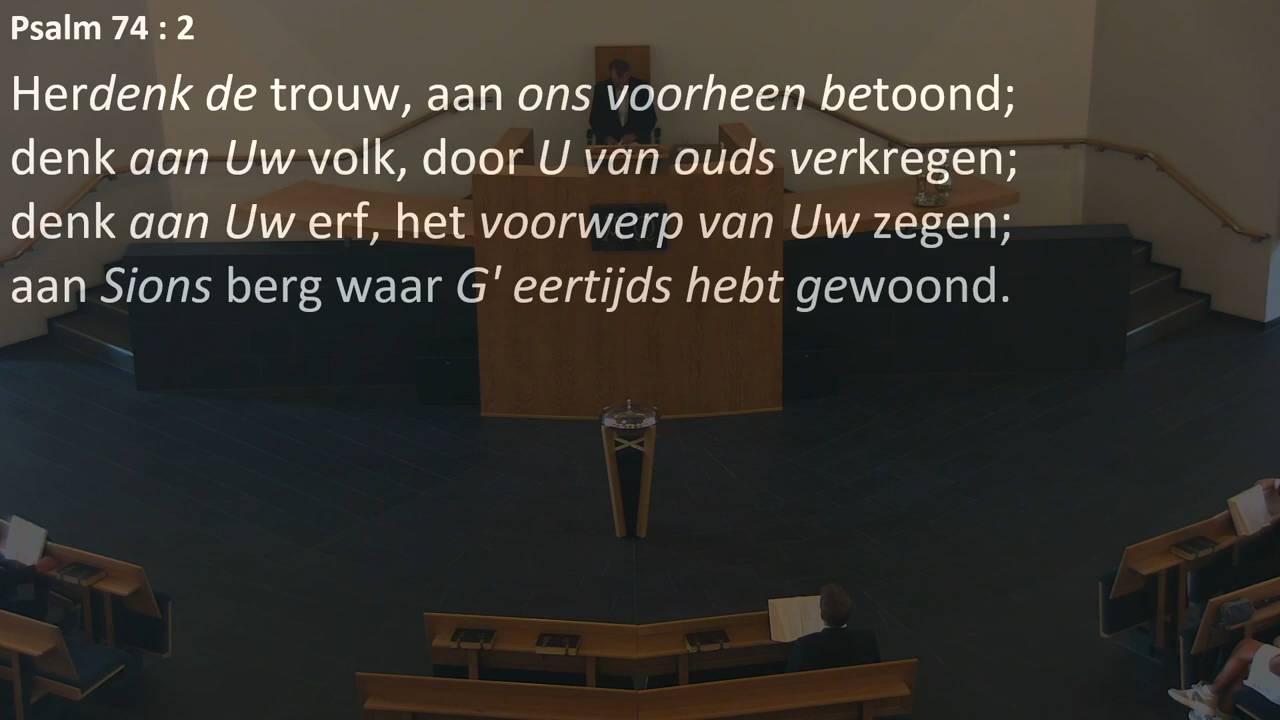 Psalm 74 : 2
Herdenk de trouw, aan ons voorheen betoond;
denk aan Uw volk, door U van ouds verkregen;
denk aan Uw erf, het voorwerp van Uw zegen;
aan Sions berg waar G' eertijds hebt gewoond.